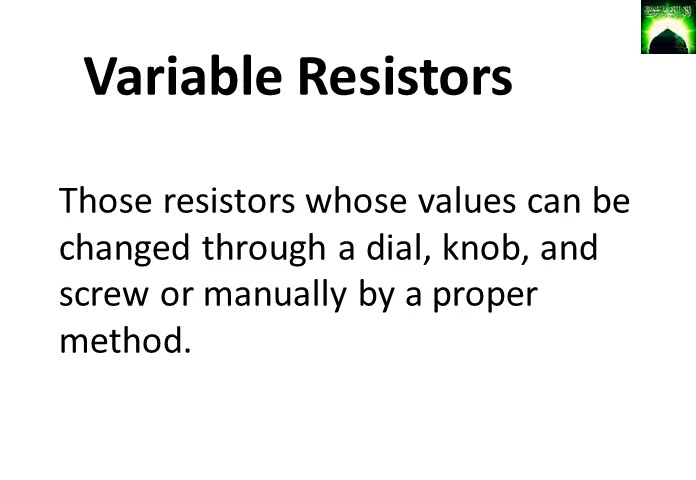 Variable Resistors
Those resistors whose values can be
changed through a dial, knob, and
screw or manually by a proper
method.